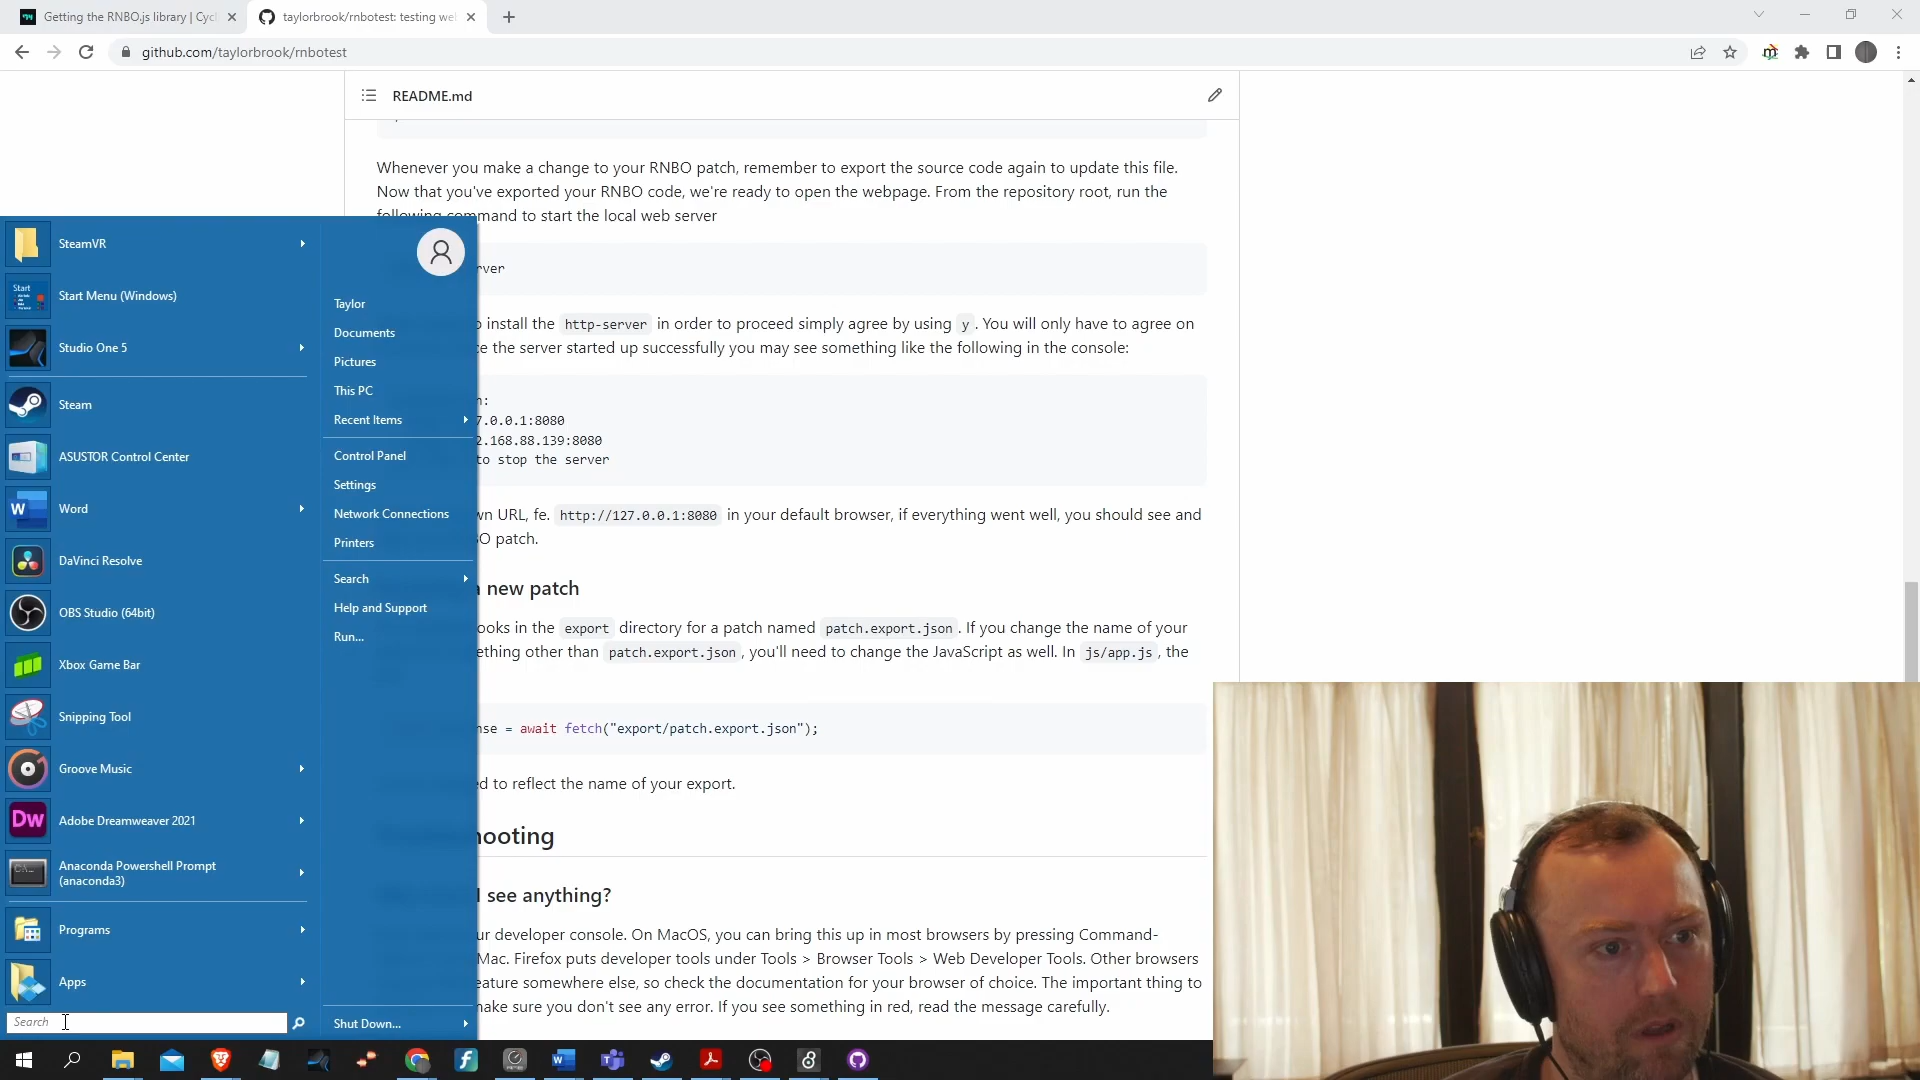 Getting the RNBO.js library | Cycl
taylorbrook/rnbotest: testing we
github.com/taylorbrook/rnbotest
README.md
Whenever you make a change to your RNBO patch, remember to export the source code again to update this file.
Now that you've exported your RNBO code, we're ready to open the webpage. From the repository root, run the
following command to start the local web server
rver
o install the http-server in order to proceed simply agree by using y . You will only have to agree on
ce the server started up successfully you may see something like the following in the console:
n:
7.0.0.1:8080
2.168.88.139:8080
to stop the server
wn URL, fe. http://127.0.0.1:8080 in your default browser, if everything went well, you should see and
O patch.
new patch
ooks in the export directory for a patch named patch.export.json . If you change the name of your
ething other than patch.export.json , you'll need to change the JavaScript as well. In js/app.js , the
nse = await fetch("export/patch.export.json");
d to reflect the name of your export.
hooting
I see anything?
ur developer console. On MacOS, you can bring this up in most browsers by pressing Command-
Mac. Firefox puts developer tools under Tools > Browser Tools > Web Developer Tools. Other browsers
eature somewhere else, so check the documentation for your browser of choice. The important thing to
make sure you don't see any error. If you see something in red, read the message carefully.
SteamVR
Start
Start Menu (Windows)
Studio One 5
Steam
ASUSTOR Control Center
Word
DaVinci Resolve
OBS Studio (64bit)
Xbox Game Bar
Snipping Tool
Groove Music
Dw
Adobe Dreamweaver 2021
Anaconda Powershell Prompt
(anaconda3)
Programs
Apps
Search
Taylor
Documents
Pictures
This PC
Recent Items
Control Panel
Settings
Network Connections
Printers
Search
Help and Support
Run...
Shut Down...